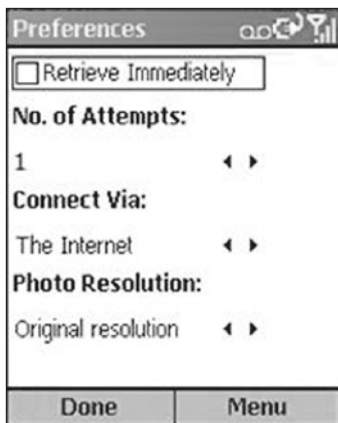 Preferences
Retrieve Immediately
No. of Attempts:
1
Connect Via:
The Internet
Photo Resolution:
Original resolution
Done Menu